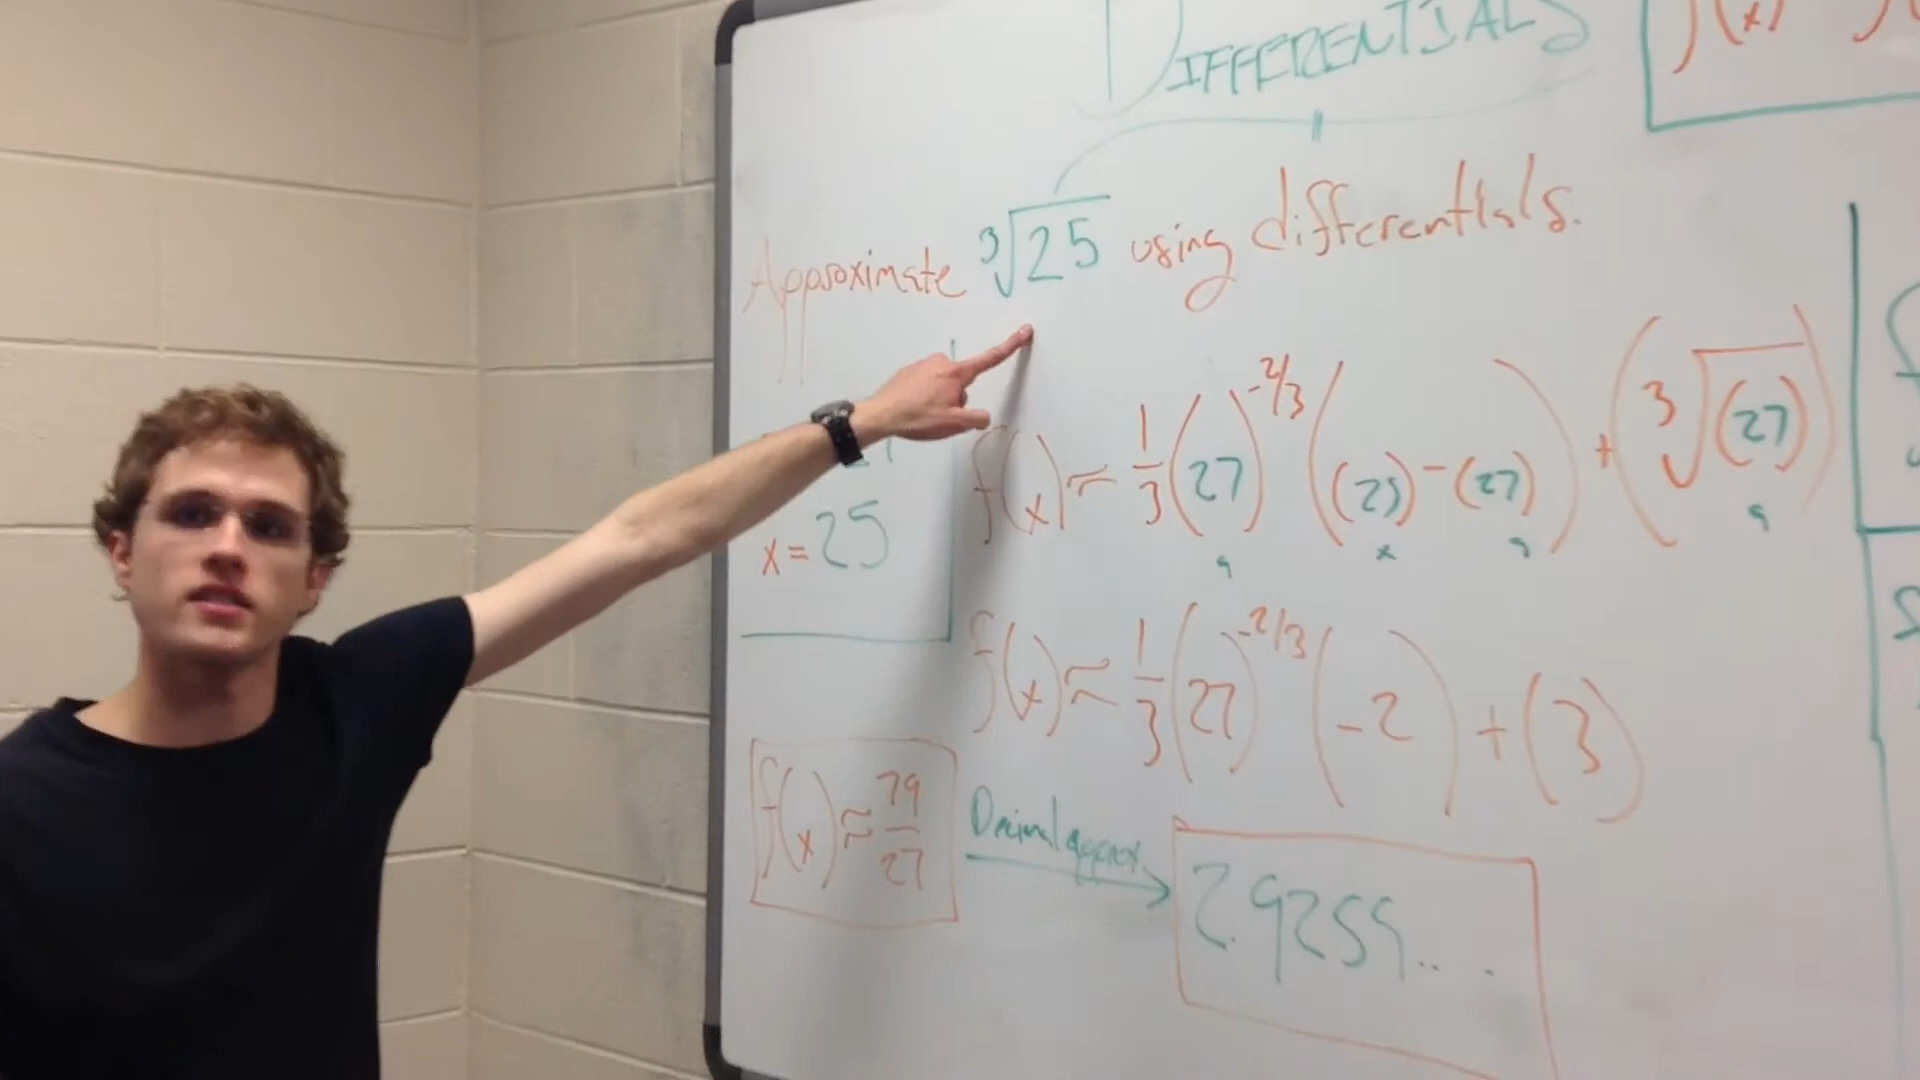 DIFFERENTIALS
f(x)
Approximate ∛25 using differentials.
x = 25
f(x) ≈ 1/3 (27)^-2/3 ((25) - (27)) + (∛(27))
a x a a
f(x) ≈ 1/3 (27)^-2/3 (-2) + (3)
f(x) ≈ 79/27
Decimal approx.
2.9259...